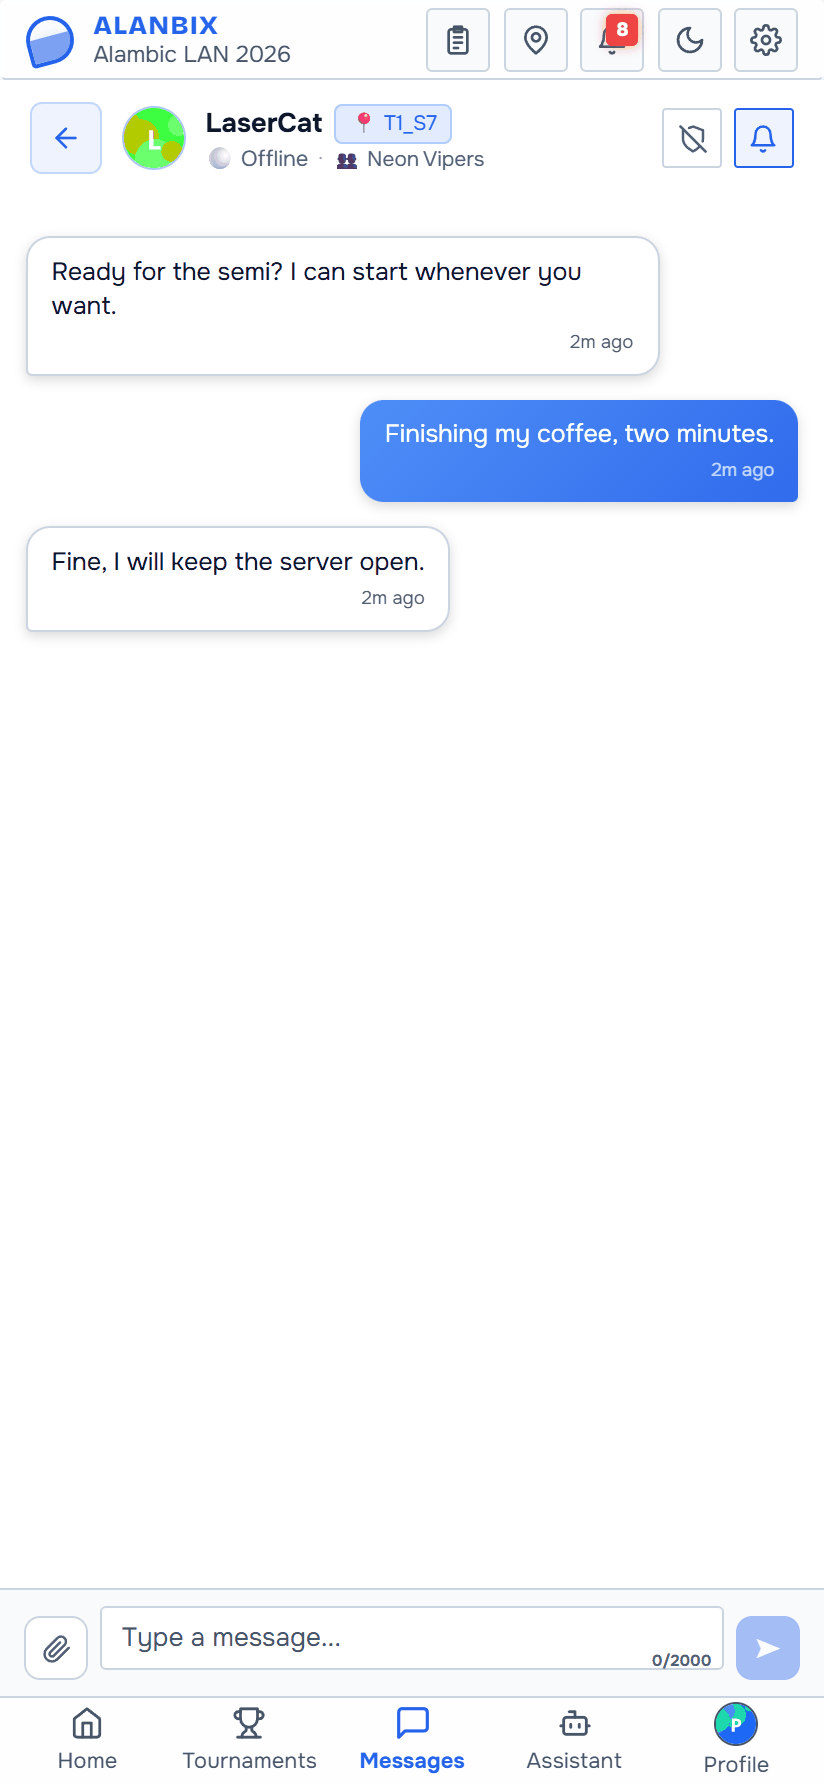 ALANBIX
Alambic LAN 2026
8
L
LaserCat
T1_S7
Offline · Neon Vipers
Ready for the semi? I can start whenever you
want.
2m ago
Finishing my coffee, two minutes.
2m ago
Fine, I will keep the server open.
2m ago
Type a message...
0/2000
Home
Tournaments
Messages
Assistant
P
Profile